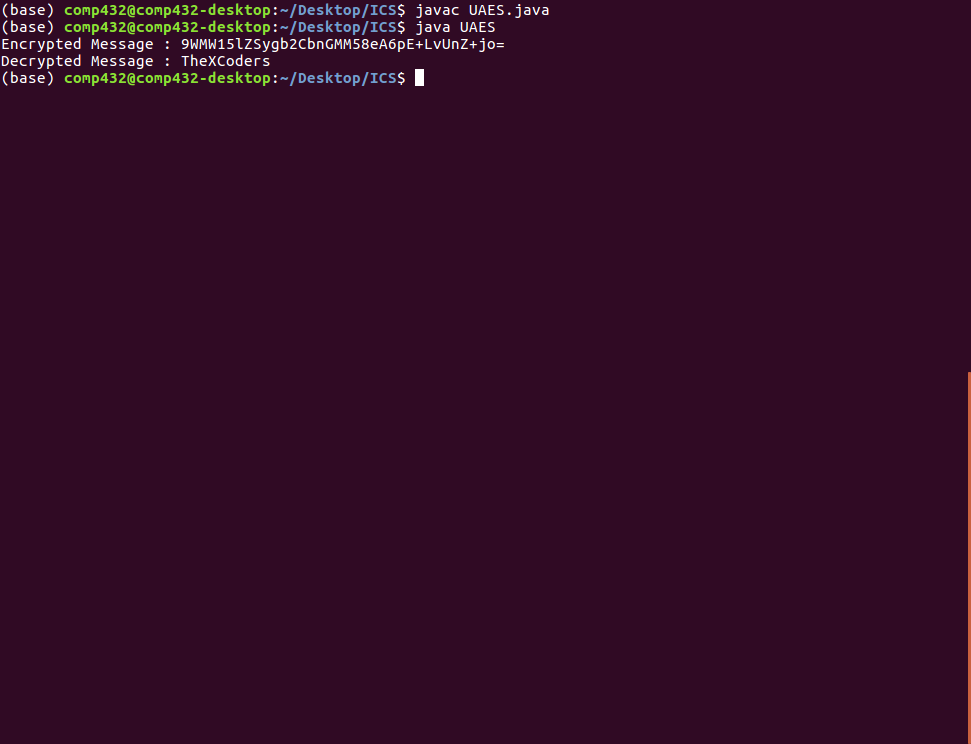 (base) comp432@comp432-desktop:~/Desktop/ICS$ javac UAES.java
(base) comp432@comp432-desktop:~/Desktop/ICS$ java UAES
Encrypted Message : 9WMW15lZSygb2CbnGMM58eA6pE+LvUnZ+jo=
Decrypted Message : TheXCoders
(base) comp432@comp432-desktop:~/Desktop/ICS$